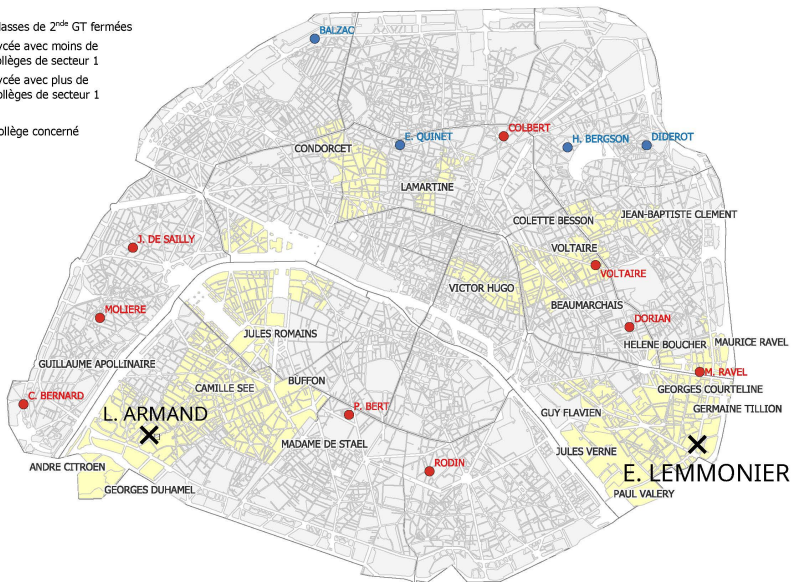 lasses de 2nde GT fermées
ycée avec moins de
ollèges de secteur 1
ycée avec plus de
ollèges de secteur 1
ollège concerné
BALZAC
E. QUINET
COLBERT
H. BERGSON
DIDEROT
CONDORCET
LAMARTINE
COLETTE BESSON
JEAN-BAPTISTE CLEMENT
J. DE SAILLY
VOLTAIRE
VOLTAIRE
VICTOR HUGO
BEAUMARCHAIS
MOLIERE
DORIAN
JULES ROMAINS
HELENE BOUCHER
MAURICE RAVEL
GUILLAUME APOLLINAIRE
M. RAVEL
BUFFON
CAMILLE SEE
GEORGES COURTELINE
C. BERNARD
P. BERT
GERMAINE TILLION
L. ARMAND
GUY FLAVIEN
MADAME DE STAEL
JULES VERNE
ANDRE CITROEN
RODIN
E. LEMMONIER
GEORGES DUHAMEL
PAUL VALERY